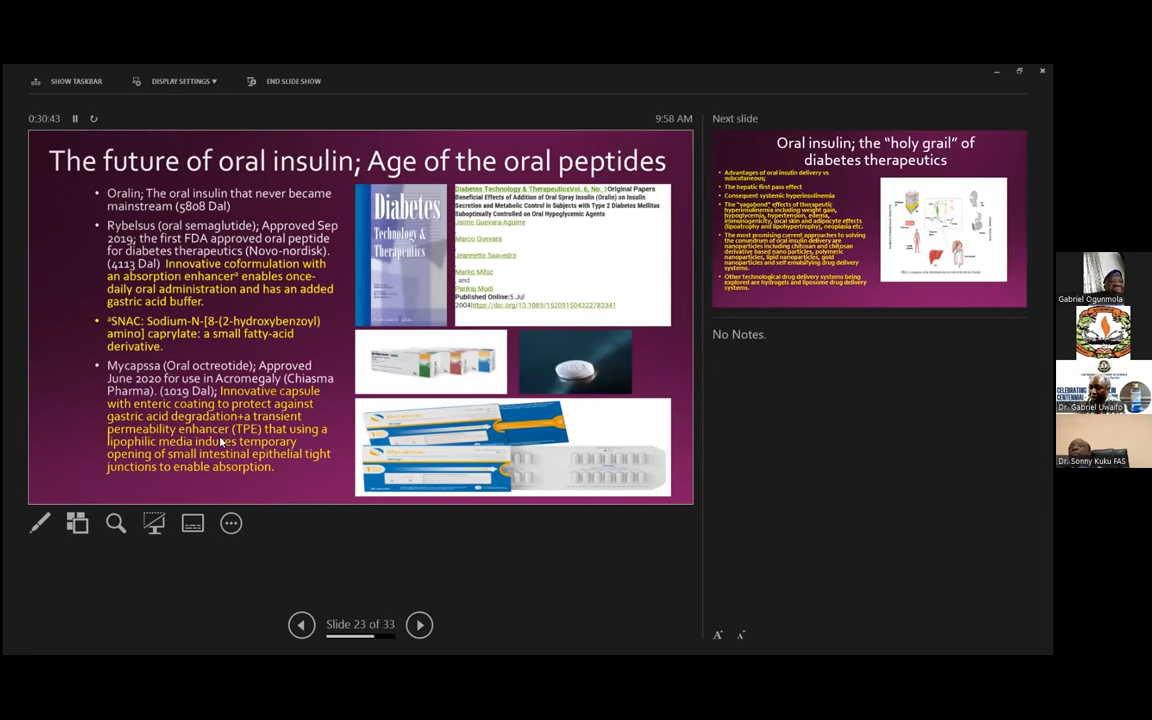 SHOW TASKBAR
DISPLAY SETTINGS
END SLIDE SHOW
0:30:43
9:58 AM
The future of oral insulin; Age of the oral peptides
• Oralin; The oral insulin that never became
mainstream (5808 Dal)
• Rybelsus (oral semaglutide); Approved Sep
2019; the first FDA approved oral peptide
for diabetes therapeutics (Novo-nordisk).
(4113 Dal) Innovative coformulation with
an absorption enhancerª enables once-
daily oral administration and has an added
gastric acid buffer.
• ªSNAC: Sodium-N-[8-(2-hydroxybenzoyl)
amino] caprylate: a small fatty-acid
derivative.
• Mycapssa (Oral octreotide); Approved
June 2020 for use in Acromegaly (Chiasma
Pharma). (1019 Dal); Innovative capsule
with enteric coating to protect against
gastric acid degradation+a transient
permeability enhancer (TPE) that using a
lipophilic media induces temporary
opening of small intestinal epithelial tight
junctions to enable absorption.
Diabetes
Technology &
Therapeutics
Diabetes Technology & TherapeuticsVol. 6, No. 1Original Papers
Beneficial Effects of Addition of Oral Spray Insulin (Oralin) on Insulin
Secretion and Metabolic Control in Subjects with Type 2 Diabetes Mellitus
Suboptimally Controlled on Oral Hypoglycemic Agents
Jaime Guevara-Aguirre
,
Marco Guevara
,
Jeannette Saavedra
,
Marko Mihic
, and
Pankaj Modi
Published Online:5 Jul
2004https://doi.org/10.1089/152091504322783341
Next slide
Oral insulin; the "holy grail" of
diabetes therapeutics
• Advantages of oral insulin delivery vs
subcutaneous;
• The hepatic first pass effect
• Consequent systemic hyperinsulinemia
• The "vagabond" effects of therapeutic
hyperinsulinemia including weight gain,
hypoglycemia, hypertension, edema,
immunogenicity, local skin and adipocyte effects
(lipoatrophy and lipohypertrophy), neoplasia etc.
• The most promising current approaches to solving
the conundrum of oral insulin delivery are
nanoparticles including chitosan and chitosan
derivative based nano particles, polymeric
nanoparticles, lipid nanoparticles, gold
nanoparticles and self emulsifying drug delivery
systems.
• Other technological drug delivery systems being
explored are hydrogels and liposome drug delivery
systems.
No Notes.
Slide 23 of 33
Gabriel Ogunmola
CELEBRATING
CENTENNIAL
Dr. Gabriel Uwaifo
Dr. Sonny Kuku FAS